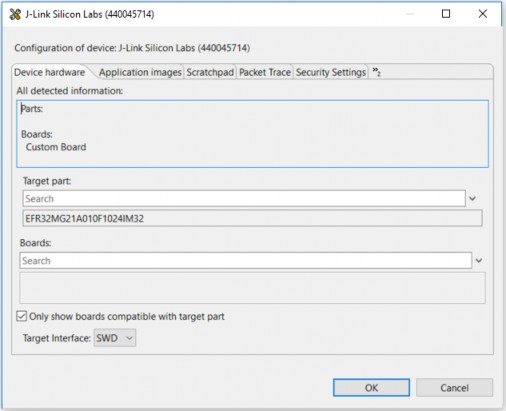 J-Link Silicon Labs (440045714)
Configuration of device: J-Link Silicon Labs (440045714)
Device hardware Application images Scratchpad Packet Trace Security Settings »2
All detected information:
Parts:
Boards:
Custom Board
Target part:
Search
EFR32MG21A010F1024IM32
Boards:
Search
Only show boards compatible with target part
Target Interface: SWD
OK Cancel